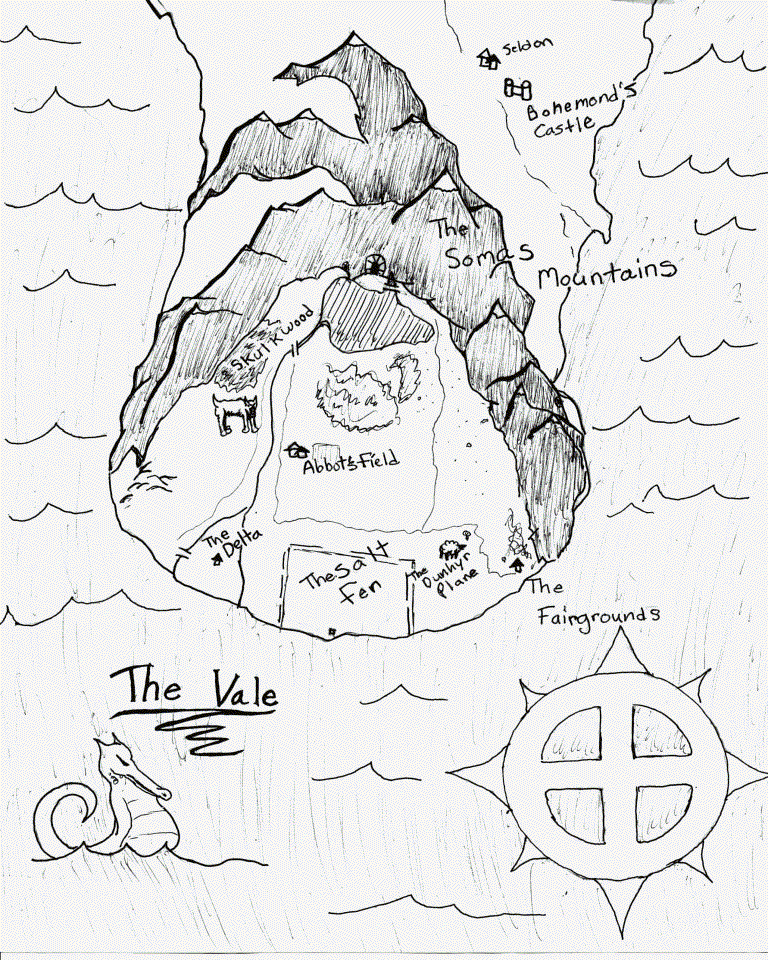 Seldon
Bohemond's
Castle
The
Somas
Mountains
Skulkwood
Abbot's Field
The
Delta
The Salt
Fen
The
Dunhyr
Plane
The
Fairgrounds
The Vale